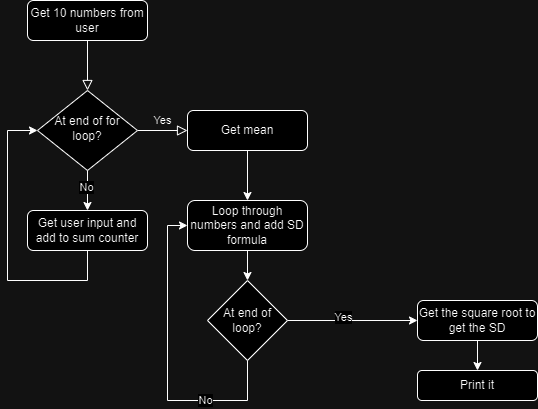 Get 10 numbers from
user
At end of for
loop?
Yes
Get mean
No
Get user input and
add to sum counter
Loop through
numbers and add SD
formula
At end of
loop?
Yes
Get the square root to
get the SD
No
Print it